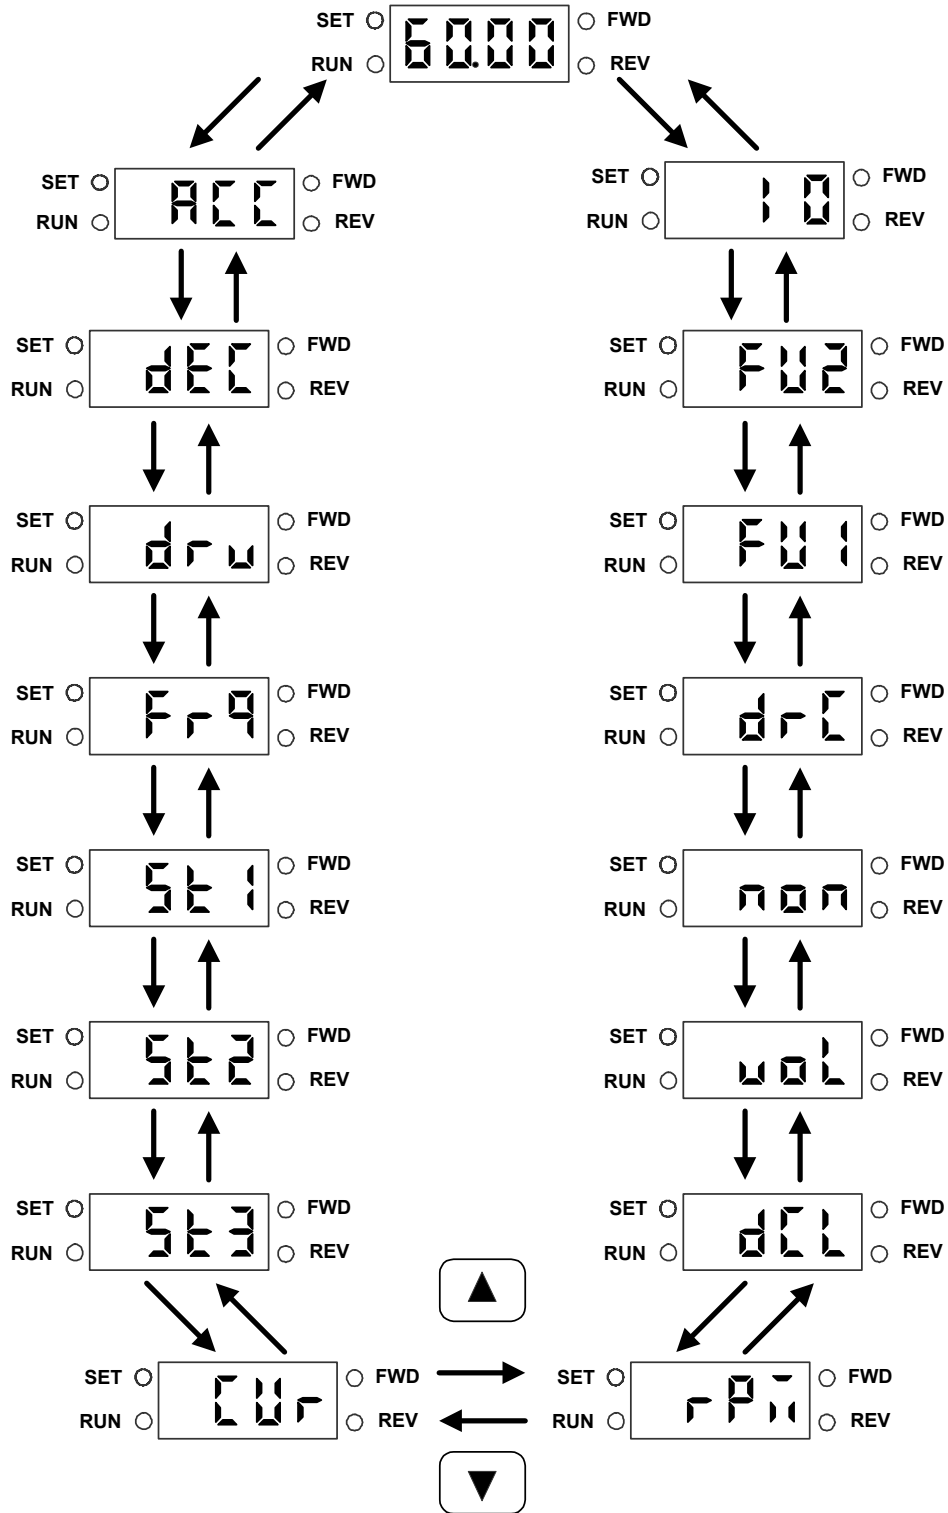 SET 60.00 FWD
RUN REV
SET ACC FWD
RUN REV
SET 10 FWD
RUN REV
SET dEC FWD
RUN REV
SET FU2 FWD
RUN REV
SET drv FWD
RUN REV
SET FU1 FWD
RUN REV
SET Frq FWD
RUN REV
SET drC FWD
RUN REV
SET St1 FWD
RUN REV
SET non FWD
RUN REV
SET St2 FWD
RUN REV
SET voL FWD
RUN REV
SET St3 FWD
RUN REV
SET dCL FWD
RUN REV
SET CUr FWD
RUN REV
SET rPm FWD
RUN REV